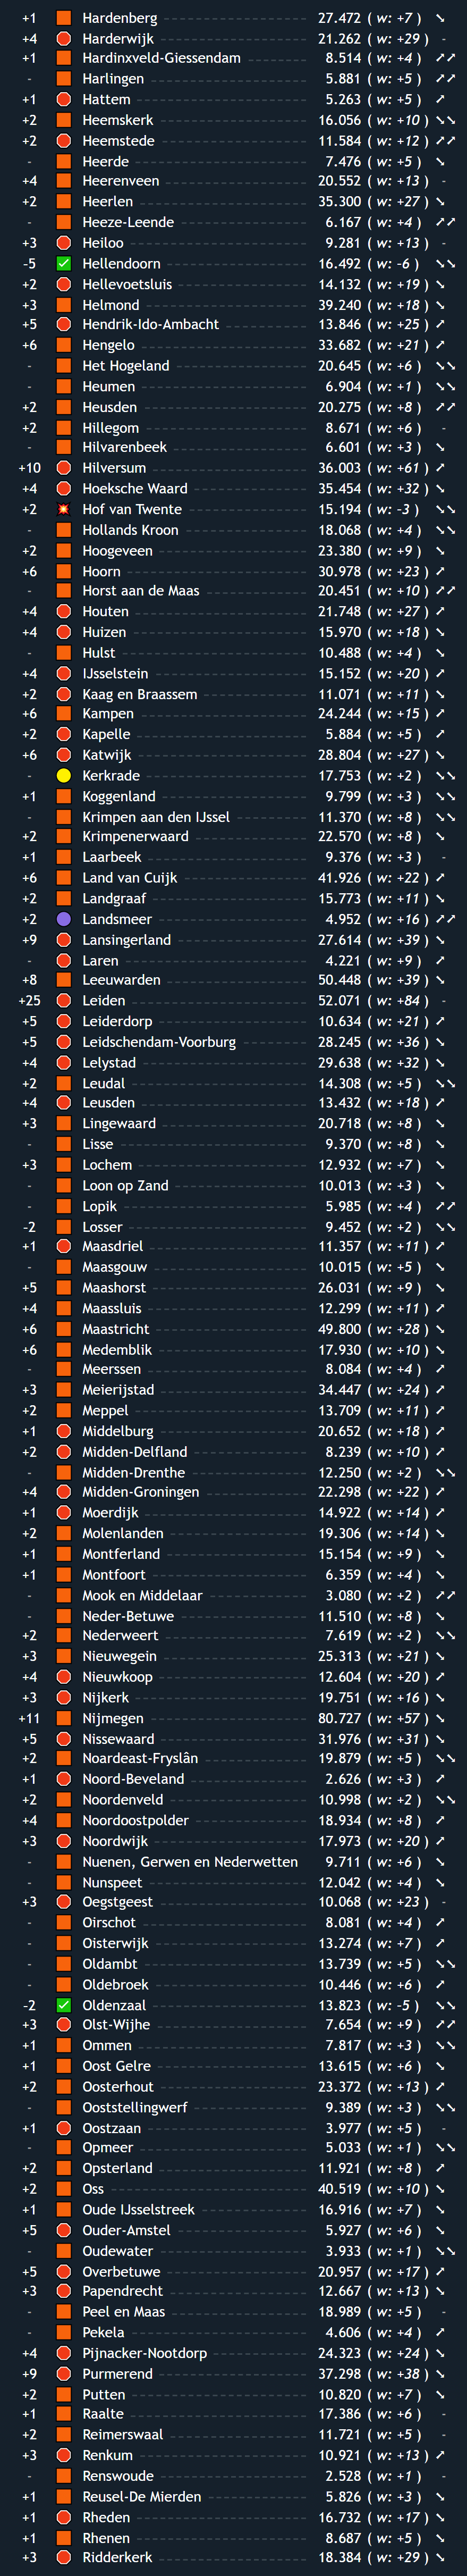 +1 Hardenberg 27.472 ( w: +7 ) ↘
+4 Harderwijk 21.262 ( w: +29 ) -
+1 Hardinxveld-Giessendam 8.514 ( w: +4 ) ↗↗
- Harlingen 5.881 ( w: +5 ) ↗↗
+1 Hattem 5.263 ( w: +5 ) ↗
+2 Heemskerk 16.056 ( w: +10 ) ↘↘
+2 Heemstede 11.584 ( w: +12 ) ↗↗
- Heerde 7.476 ( w: +5 ) ↘
+4 Heerenveen 20.552 ( w: +13 ) -
+2 Heerlen 35.300 ( w: +27 ) ↘
- Heeze-Leende 6.167 ( w: +4 ) ↗↗
+3 Heiloo 9.281 ( w: +13 ) -
-5 Hellendoorn 16.492 ( w: -6 ) ↘↘
+2 Hellevoetsluis 14.132 ( w: +19 ) ↘
+3 Helmond 39.240 ( w: +18 ) ↘
+5 Hendrik-Ido-Ambacht 13.846 ( w: +25 ) ↗
+6 Hengelo 33.682 ( w: +21 ) ↗
- Het Hogeland 20.645 ( w: +6 ) ↘↘
- Heumen 6.904 ( w: +1 ) ↘↘
+2 Heusden 20.275 ( w: +8 ) ↗↗
+2 Hillegom 8.671 ( w: +6 ) -
- Hilvarenbeek 6.601 ( w: +3 ) ↘
+10 Hilversum 36.003 ( w: +61 ) ↗
+4 Hoeksche Waard 35.454 ( w: +32 ) ↘
+2 Hof van Twente 15.194 ( w: -3 ) ↘↘
- Hollands Kroon 18.068 ( w: +4 ) ↘↘
+2 Hoogeveen 23.380 ( w: +9 ) ↘
+6 Hoorn 30.978 ( w: +23 ) ↗
- Horst aan de Maas 20.451 ( w: +10 ) ↗↗
+4 Houten 21.748 ( w: +27 ) ↗
+4 Huizen 15.970 ( w: +18 ) ↘
- Hulst 10.488 ( w: +4 ) ↘
+4 IJsselstein 15.152 ( w: +20 ) ↗
+2 Kaag en Braassem 11.071 ( w: +11 ) ↘
+6 Kampen 24.244 ( w: +15 ) ↗
+2 Kapelle 5.884 ( w: +5 ) ↗
+6 Katwijk 28.804 ( w: +27 ) ↘
- Kerkrade 17.753 ( w: +2 ) ↘↘
+1 Koggenland 9.799 ( w: +3 ) ↘↘
- Krimpen aan den IJssel 11.370 ( w: +8 ) ↘↘
+2 Krimpenerwaard 22.570 ( w: +8 ) ↘
+1 Laarbeek 9.376 ( w: +3 ) -
+6 Land van Cuijk 41.926 ( w: +22 ) ↗
+2 Landgraaf 15.773 ( w: +11 ) ↘
+2 Landsmeer 4.952 ( w: +16 ) ↗↗
+9 Lansingerland 27.614 ( w: +39 ) ↘
- Laren 4.221 ( w: +9 ) ↗
+8 Leeuwarden 50.448 ( w: +39 ) ↘
+25 Leiden 52.071 ( w: +84 ) -
+5 Leiderdorp 10.634 ( w: +21 ) ↗
+5 Leidschendam-Voorburg 28.245 ( w: +36 ) ↘
+4 Lelystad 29.638 ( w: +32 ) ↘
+2 Leudal 14.308 ( w: +5 ) ↘↘
+4 Leusden 13.432 ( w: +18 ) ↗
+3 Lingewaard 20.718 ( w: +8 ) ↘
- Lisse 9.370 ( w: +8 ) ↘
+3 Lochem 12.932 ( w: +7 ) ↘
- Loon op Zand 10.013 ( w: +3 ) ↘
- Lopik 5.985 ( w: +4 ) ↗↗
-2 Losser 9.452 ( w: +2 ) ↘↘
+1 Maasdriel 11.357 ( w: +11 ) ↗
- Maasgouw 10.015 ( w: +5 ) ↘
+5 Maashorst 26.031 ( w: +9 ) ↘
+4 Maassluis 12.299 ( w: +11 ) ↗
+6 Maastricht 49.800 ( w: +28 ) ↘
+6 Medemblik 17.930 ( w: +10 ) ↘
- Meerssen 8.084 ( w: +4 ) ↗
+3 Meierijstad 34.447 ( w: +24 ) ↗
+2 Meppel 13.709 ( w: +11 ) ↗
+1 Middelburg 20.652 ( w: +18 ) ↗
+2 Midden-Delfland 8.239 ( w: +10 ) ↗
- Midden-Drenthe 12.250 ( w: +2 ) ↘↘
+4 Midden-Groningen 22.298 ( w: +22 ) ↗
+1 Moerdijk 14.922 ( w: +14 ) ↗
+2 Molenlanden 19.306 ( w: +14 ) ↘
+1 Montferland 15.154 ( w: +9 ) ↘
+1 Montfoort 6.359 ( w: +4 ) ↘
- Mook en Middelaar 3.080 ( w: +2 ) ↗↗
- Neder-Betuwe 11.510 ( w: +8 ) ↘
+2 Nederweert 7.619 ( w: +2 ) ↘↘
+3 Nieuwegein 25.313 ( w: +21 ) ↘
+4 Nieuwkoop 12.604 ( w: +20 ) ↗
+3 Nijkerk 19.751 ( w: +16 ) ↘
+11 Nijmegen 80.727 ( w: +57 ) ↘
+5 Nissewaard 31.976 ( w: +31 ) ↘
+2 Noardeast-Fryslân 19.879 ( w: +5 ) ↘↘
+1 Noord-Beveland 2.626 ( w: +3 ) ↗
+2 Noordenveld 10.998 ( w: +2 ) ↘↘
+4 Noordoostpolder 18.934 ( w: +8 ) ↗
+3 Noordwijk 17.973 ( w: +20 ) ↗
- Nuenen, Gerwen en Nederwetten 9.711 ( w: +6 ) ↘
- Nunspeet 12.042 ( w: +4 ) ↘
+3 Oegstgeest 10.068 ( w: +23 ) -
- Oirschot 8.081 ( w: +4 ) ↗
- Oisterwijk 13.274 ( w: +7 ) ↗
- Oldambt 13.739 ( w: +5 ) ↘↘
- Oldebroek 10.446 ( w: +6 ) ↗
-2 Oldenzaal 13.823 ( w: -5 ) ↘↘
+3 Olst-Wijhe 7.654 ( w: +9 ) ↗↗
+1 Ommen 7.817 ( w: +3 ) ↘↘
+1 Oost Gelre 13.615 ( w: +6 ) ↘
+2 Oosterhout 23.372 ( w: +13 ) ↗
- Ooststellingwerf 9.389 ( w: +3 ) ↘↘
+1 Oostzaan 3.977 ( w: +5 ) -
- Opmeer 5.033 ( w: +1 ) ↘↘
+2 Opsterland 11.921 ( w: +8 ) ↗
+2 Oss 40.519 ( w: +10 ) ↘
+1 Oude IJsselstreek 16.916 ( w: +7 ) ↘
+5 Ouder-Amstel 5.927 ( w: +6 ) ↘
- Oudewater 3.933 ( w: +1 ) ↘↘
+5 Overbetuwe 20.957 ( w: +17 ) ↗
+3 Papendrecht 12.667 ( w: +13 ) ↘
- Peel en Maas 18.989 ( w: +5 ) -
- Pekela 4.606 ( w: +4 ) ↗
+4 Pijnacker-Nootdorp 24.323 ( w: +24 ) ↘
+9 Purmerend 37.298 ( w: +38 ) ↘
+2 Putten 10.820 ( w: +7 ) ↘
+1 Raalte 17.386 ( w: +6 ) -
+2 Reimerswaal 11.721 ( w: +5 ) -
+3 Renkum 10.921 ( w: +13 ) ↗
- Renswoude 2.528 ( w: +1 ) -
+1 Reusel-De Mierden 5.826 ( w: +3 ) ↘
+1 Rheden 16.732 ( w: +17 ) ↘
+1 Rhenen 8.687 ( w: +5 ) ↘
+3 Ridderkerk 18.384 ( w: +29 ) ↘